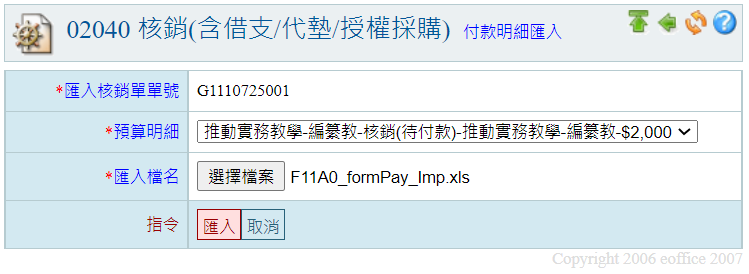 02040 核銷(含借支/代墊/授權採購) 付款明細匯入
*匯入核銷單單號 G1110725001
*預算明細 推動實務教學-編纂教-核銷(待付款)-推動實務教學-編纂教-$2,000
*匯入檔名 選擇檔案 F11A0_formPay_Imp.xls
指令 匯入 取消
Copyright 2006 eoffice 2007